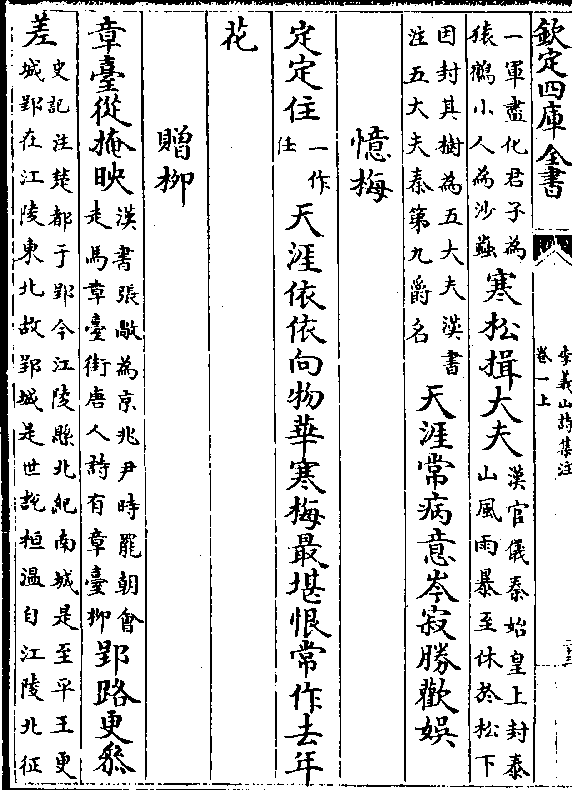 欽定四庫全書
李義山詩集注
卷一上
一軍盡化君子為
猿鶴小人為沙蟲
寒松揖大夫
漢官儀秦始皇上封泰
山風雨暴至休於松下
因封其樹為五大夫漢書
注五大夫秦第九爵名
天涯常病意岑寂勝歡娛
憶梅
定定住
一作
仕
天涯依依向物華寒梅最堪恨常作去年
花
贈柳
章臺從掩映
漢書張敞為京兆尹時罷朝會
走馬章臺街唐人詩有章臺柳
郢路更參
差
史記注楚都于郢今江陵縣北紀南城是至平王更
城郢在江陵東北故郢城是世說桓溫自江陵北征